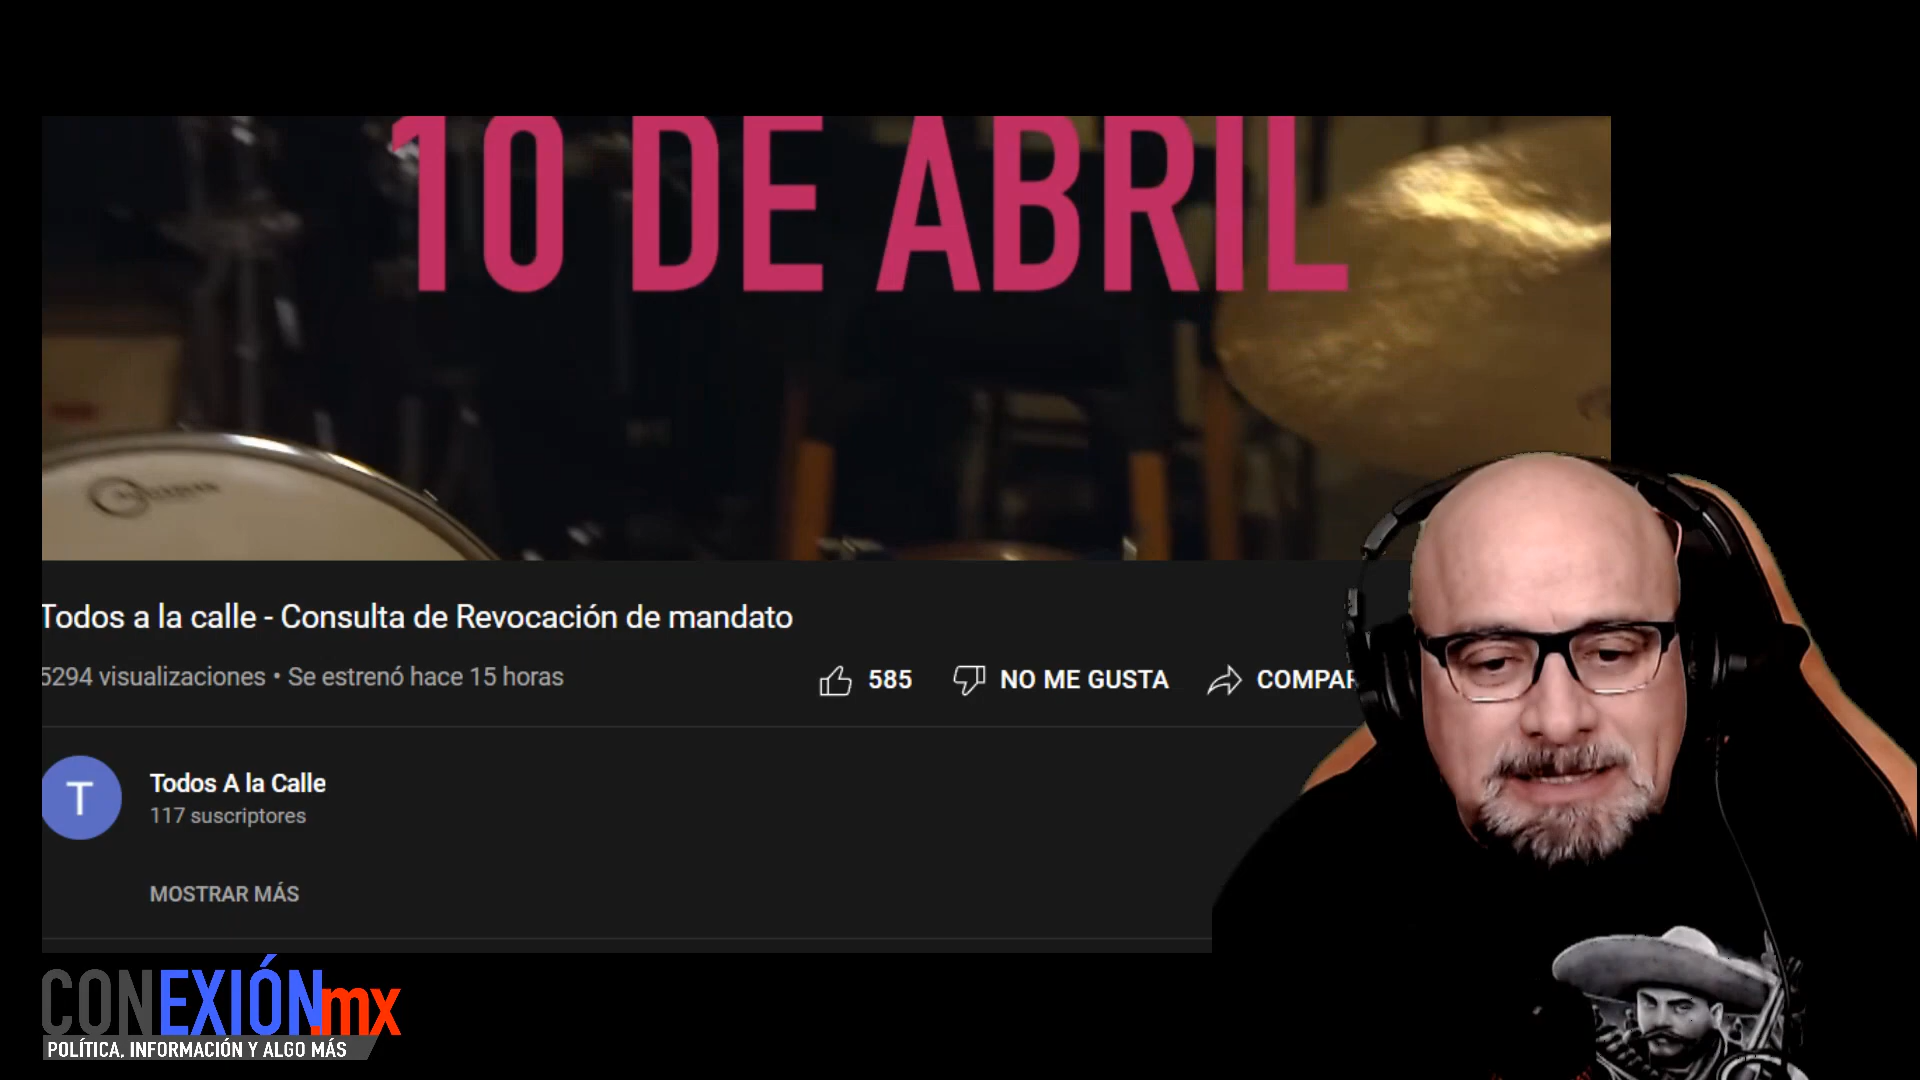 10 DE ABRIL
Todos a la calle - Consulta de Revocación de mandato
5294 visualizaciones • Se estrenó hace 15 horas
585
NO ME GUSTA
COMPAR
T
Todos A la Calle
117 suscriptores
MOSTRAR MÁS
CONEXIÓN.mx
POLÍTICA, INFORMACIÓN Y ALGO MÁS